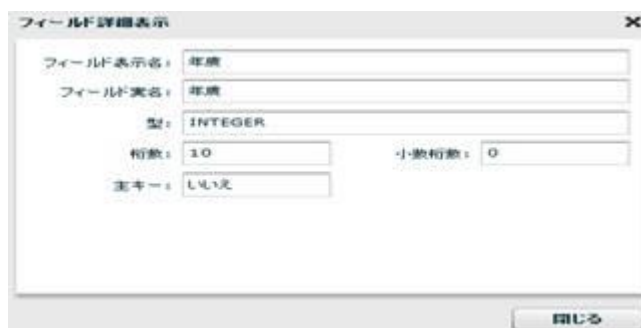 フィールド詳細表示
フィールド表示名： 年歳
フィールド実名： 年歳
型： INTEGER
桁数： 10 小数桁数： 0
主キー： いいえ
閉じる